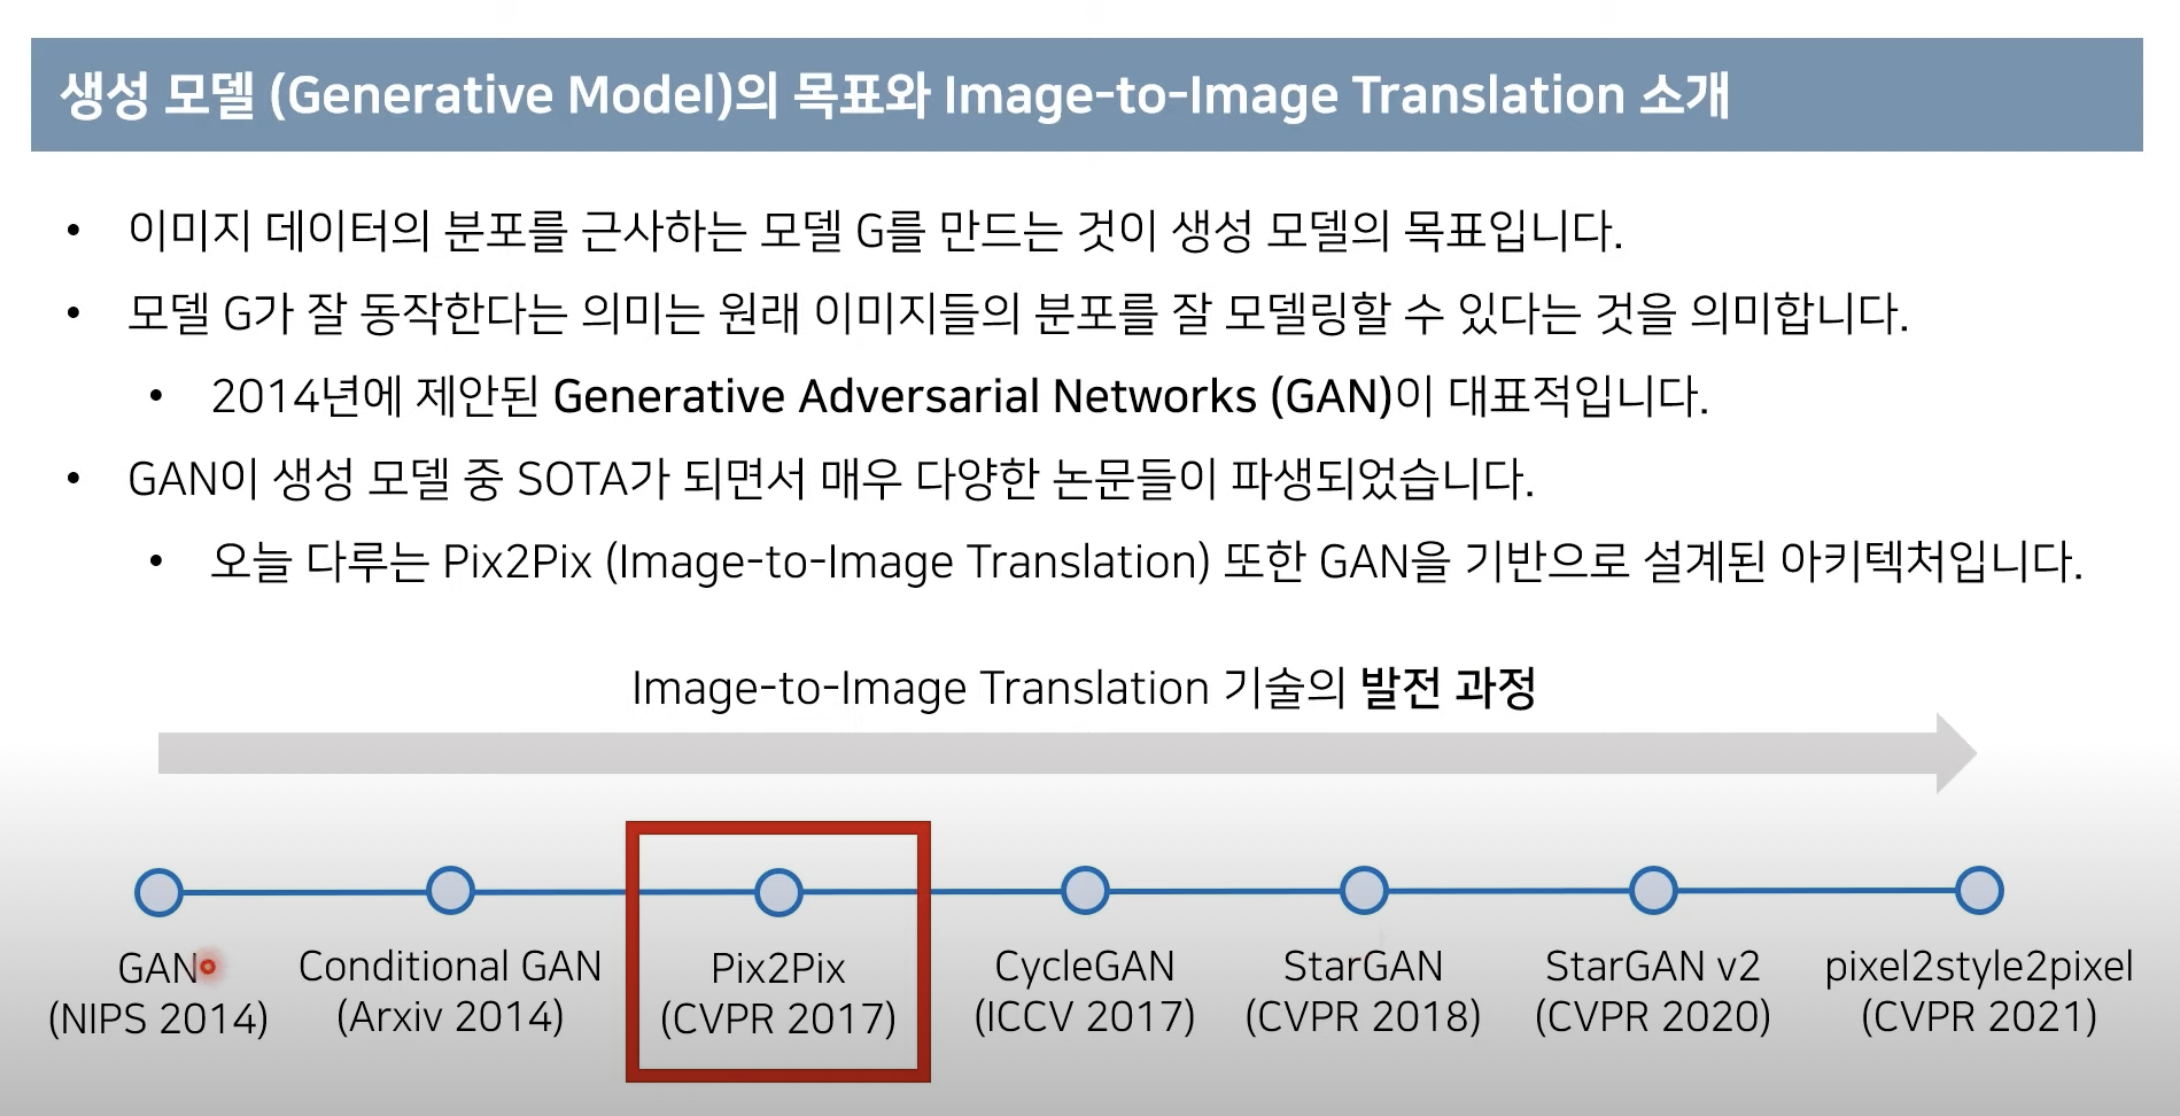 생성 모델 (Generative Model)의 목표와 Image-to-Image Translation 소개
• 이미지 데이터의 분포를 근사하는 모델 G를 만드는 것이 생성 모델의 목표입니다.
• 모델 G가 잘 동작한다는 의미는 원래 이미지들의 분포를 잘 모델링할 수 있다는 것을 의미합니다.
• 2014년에 제안된 Generative Adversarial Networks (GAN)이 대표적입니다.
• GAN이 생성 모델 중 SOTA가 되면서 매우 다양한 논문들이 파생되었습니다.
• 오늘 다루는 Pix2Pix (Image-to-Image Translation) 또한 GAN을 기반으로 설계된 아키텍처입니다.
Image-to-Image Translation 기술의 발전 과정
GAN
(NIPS 2014)
Conditional GAN
(Arxiv 2014)
Pix2Pix
(CVPR 2017)
CycleGAN
(ICCV 2017)
StarGAN
(CVPR 2018)
StarGAN v2
(CVPR 2020)
pixel2style2pixel
(CVPR 2021)